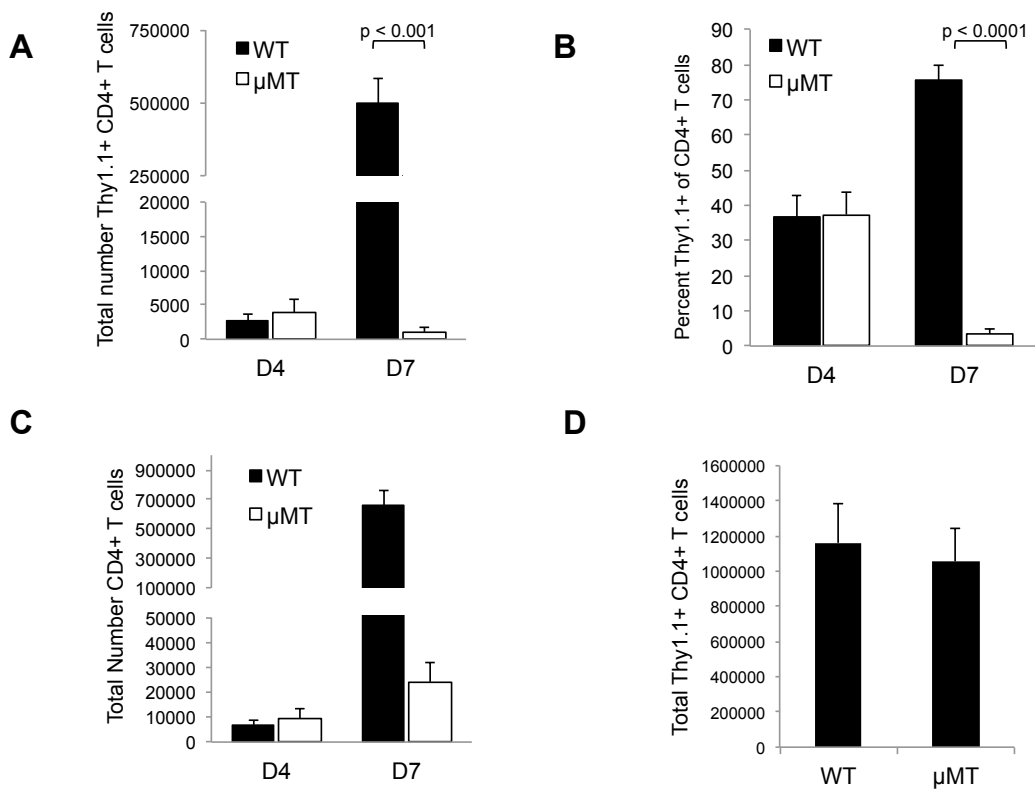 A
Total number Thy1.1+ CD4+ T cells
750000
500000
250000
20000
15000
10000
5000
0
WT
µMT
p < 0.001
D4
D7
B
Percent Thy1.1+ of CD4+ T cells
90
80
70
60
50
40
30
20
10
0
WT
µMT
p < 0.0001
D4
D7
C
Total Number CD4+ T cells
900000
700000
500000
300000
100000
50000
40000
30000
20000
10000
0
WT
µMT
D4
D7
D
Total Thy1.1+ CD4+ T cells
1600000
1400000
1200000
1000000
800000
600000
400000
200000
0
WT
µMT